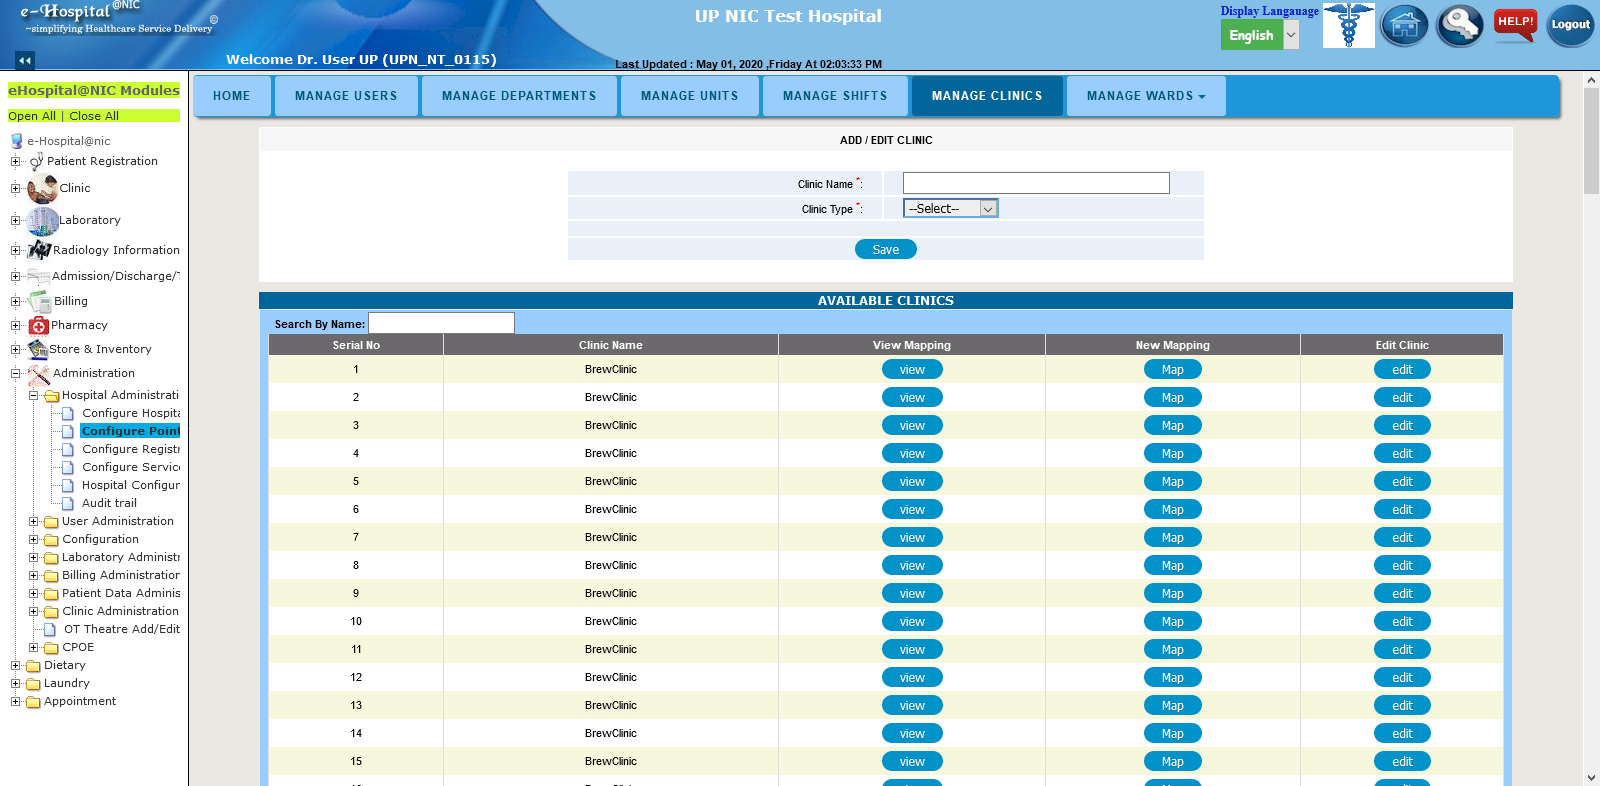 e-Hospital @NIC ©
~simplifying Healthcare Service Delivery
UP NIC Test Hospital
Display Langauage
English
HELP!
Logout
Welcome Dr. User UP (UPN_NT_0115)
Last Updated : May 01, 2020 ,Friday At 02:03:33 PM
HOME MANAGE USERS MANAGE DEPARTMENTS MANAGE UNITS MANAGE SHIFTS MANAGE CLINICS MANAGE WARDS
eHospital@NIC Modules
Open All | Close All
e-Hospital@nic
Patient Registration
Clinic
Laboratory
Radiology Information
Admission/Discharge/
Billing
Pharmacy
Store & Inventory
Administration
Hospital Administrati
Configure Hospita
Configure Point
Configure Registr
Configure Service
Hospital Configur
Audit trail
User Administration
Configuration
Laboratory Administr
Billing Administration
Patient Data Adminis
Clinic Administration
OT Theatre Add/Edit
CPOE
Dietary
Laundry
Appointment
ADD / EDIT CLINIC
Clinic Name *:
Clinic Type *: --Select--
Save
AVAILABLE CLINICS
Search By Name:
Serial No Clinic Name View Mapping New Mapping Edit Clinic
1 BrewClinic view Map edit
2 BrewClinic view Map edit
3 BrewClinic view Map edit
4 BrewClinic view Map edit
5 BrewClinic view Map edit
6 BrewClinic view Map edit
7 BrewClinic view Map edit
8 BrewClinic view Map edit
9 BrewClinic view Map edit
10 BrewClinic view Map edit
11 BrewClinic view Map edit
12 BrewClinic view Map edit
13 BrewClinic view Map edit
14 BrewClinic view Map edit
15 BrewClinic view Map edit